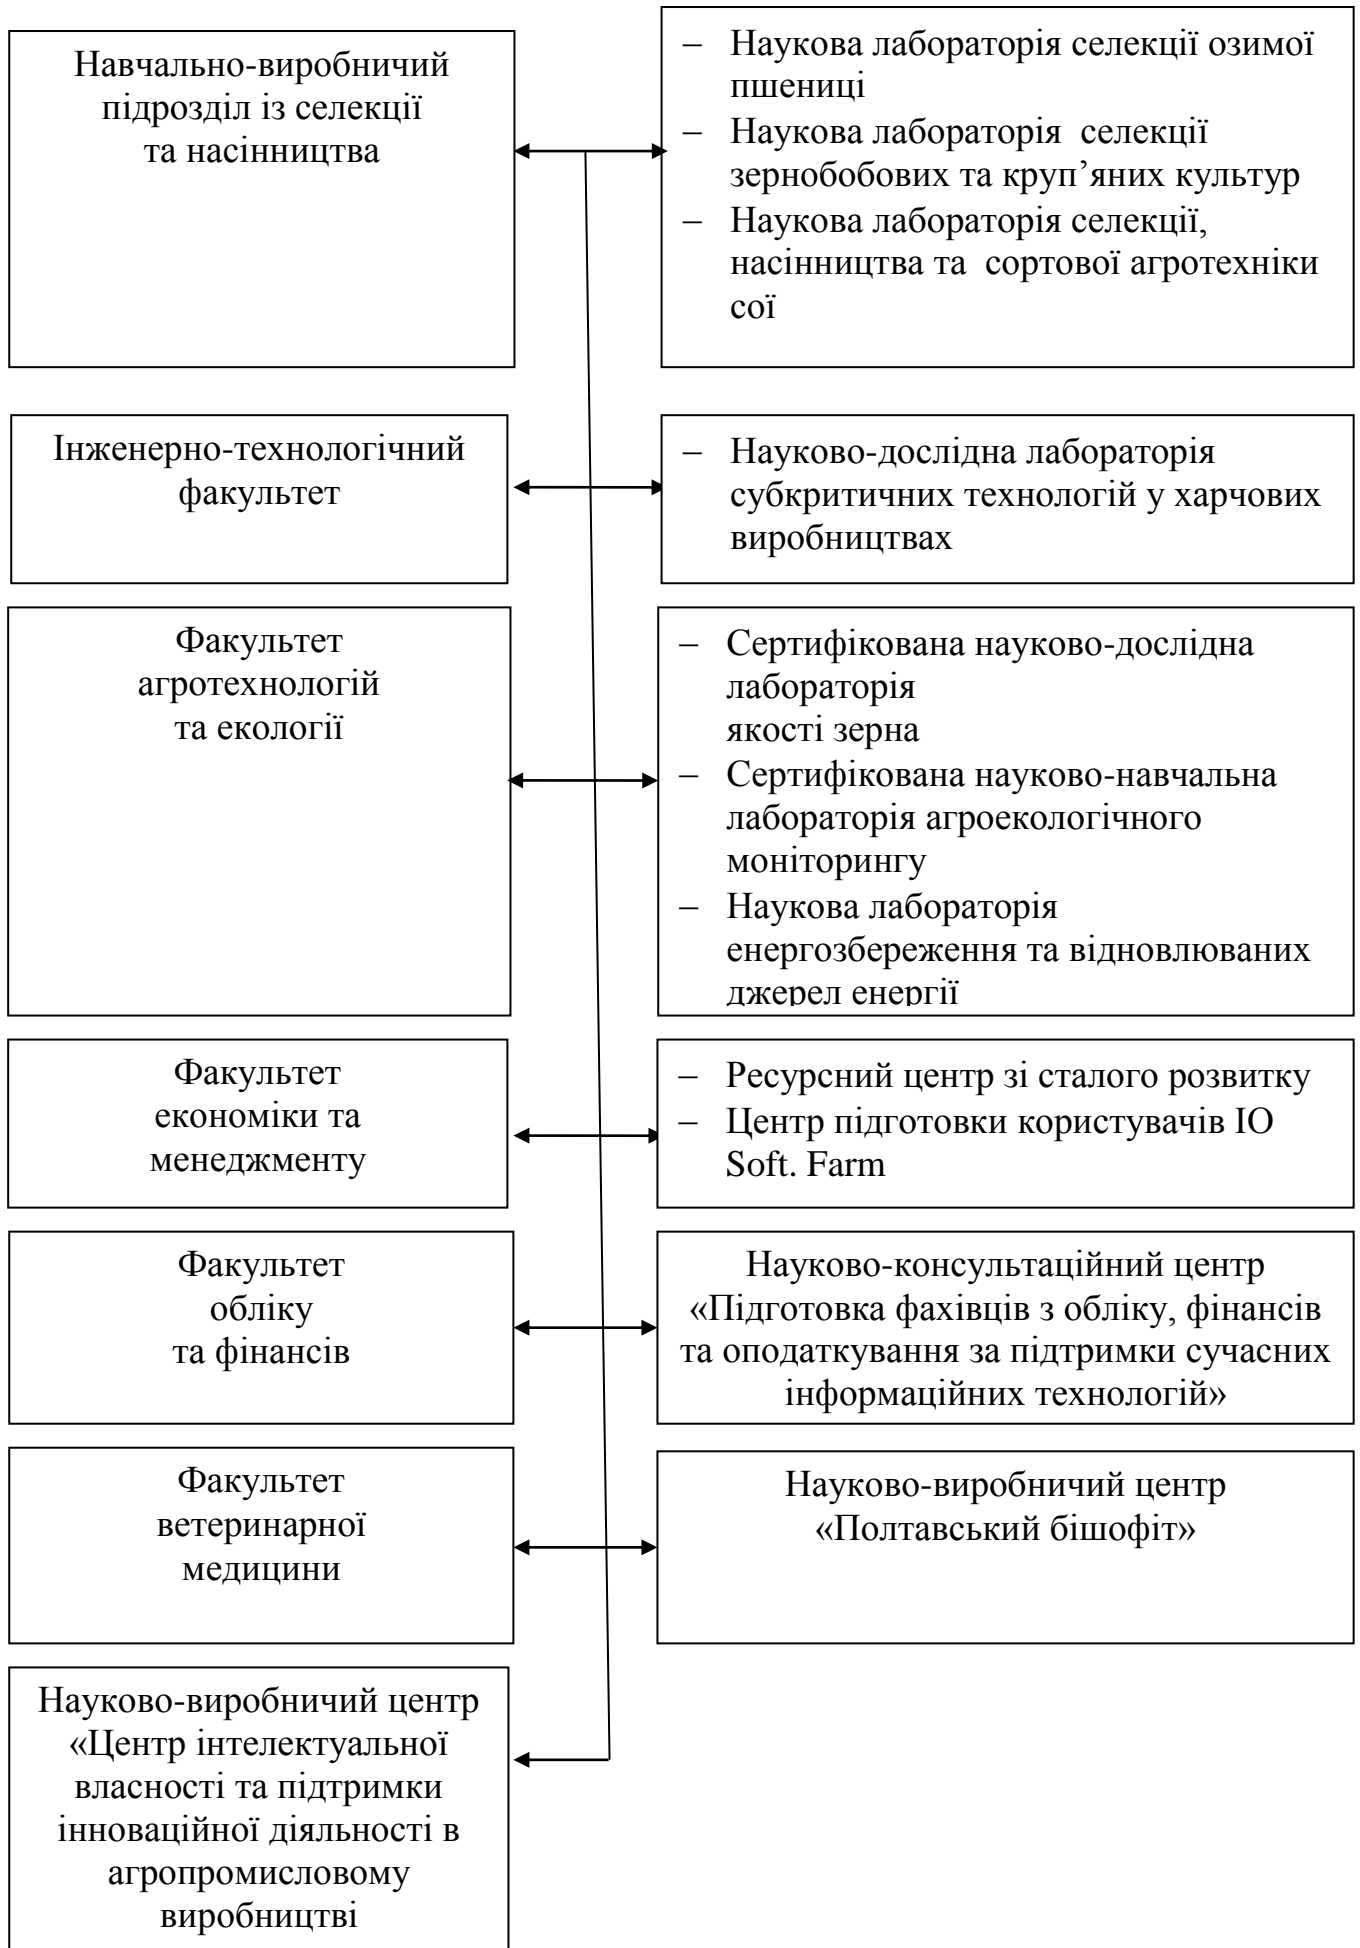 Навчально-виробничий
підрозділ із селекції
та насінництва
– Наукова лабораторія селекції озимої
пшениці
– Наукова лабораторія селекції
зернобобових та круп’яних культур
– Наукова лабораторія селекції,
насінництва та сортової агротехніки
сої
Інженерно-технологічний
факультет
– Науково-дослідна лабораторія
субкритичних технологій у харчових
виробництвах
Факультет
агротехнологій
та екології
– Сертифікована науково-дослідна
лабораторія
якості зерна
– Сертифікована науково-навчальна
лабораторія агроекологічного
моніторингу
– Наукова лабораторія
енергозбереження та відновлюваних
джерел енергії
Факультет
економіки та
менеджменту
– Ресурсний центр зі сталого розвитку
– Центр підготовки користувачів IO
Soft. Farm
Факультет
обліку
та фінансів
Науково-консультаційний центр
«Підготовка фахівців з обліку, фінансів
та оподаткування за підтримки сучасних
інформаційних технологій»
Факультет
ветеринарної
медицини
Науково-виробничий центр
«Полтавський бішофіт»
Науково-виробничий центр
«Центр інтелектуальної
власності та підтримки
інноваційної діяльності в
агропромисловому
виробництві